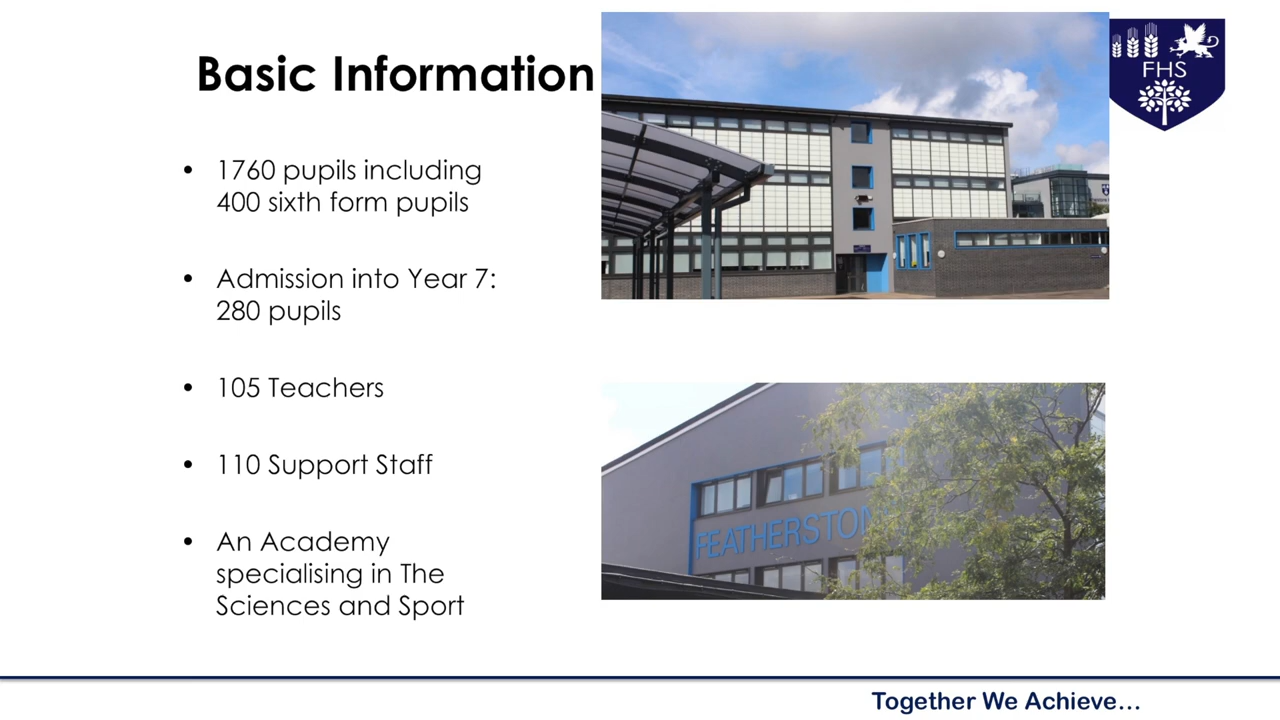 Basic Information
FHS
• 1760 pupils including
400 sixth form pupils
• Admission into Year 7:
280 pupils
• 105 Teachers
• 110 Support Staff
• An Academy
specialising in The
Sciences and Sport
FEATHERSTON
Together We Achieve...